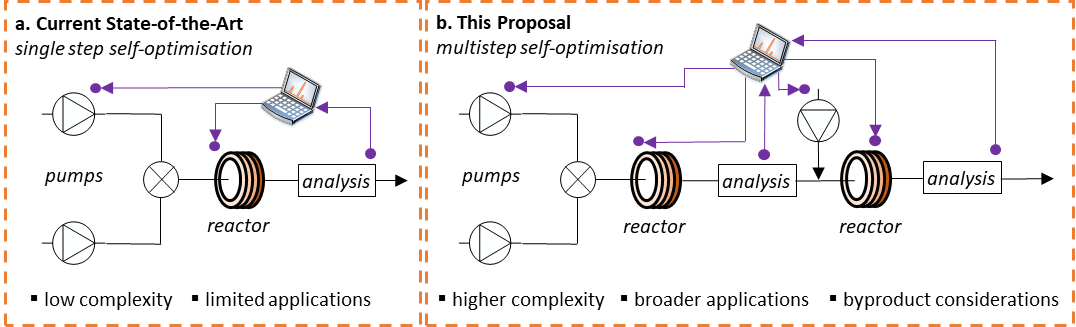 a. Current State-of-the-Art
single step self-optimisation
pumps
reactor
analysis
▪ low complexity ▪ limited applications
b. This Proposal
multistep self-optimisation
pumps
reactor
analysis
reactor
analysis
▪ higher complexity ▪ broader applications ▪ byproduct considerations